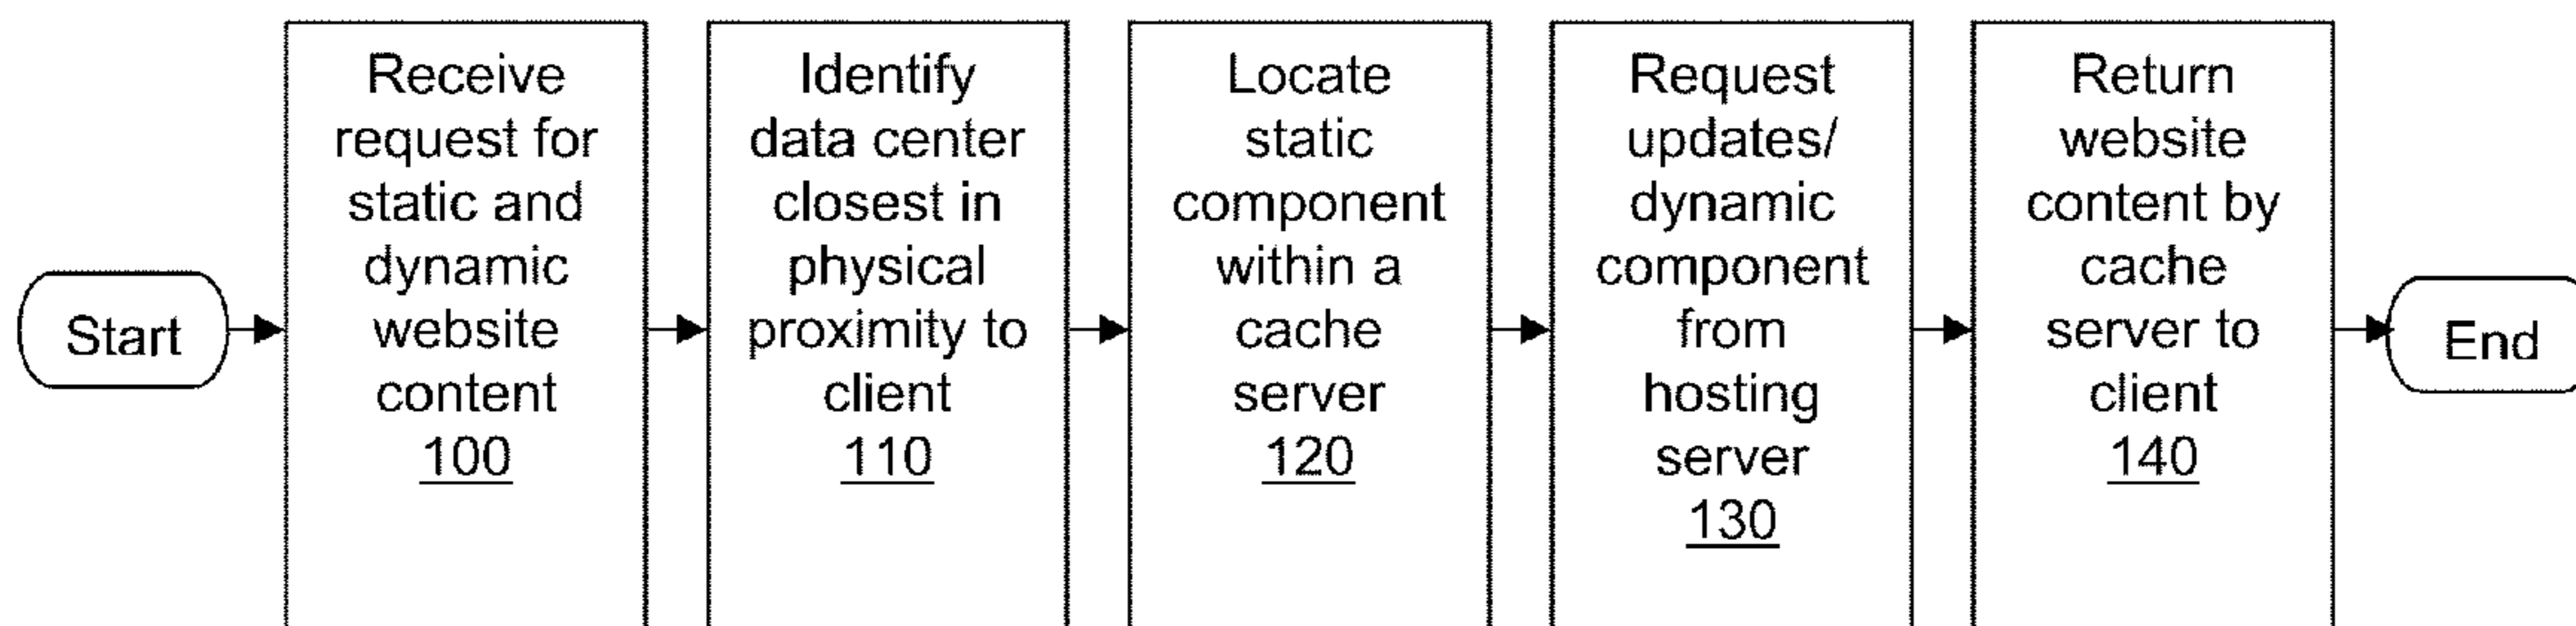 Start
Receive
request for
static and
dynamic
website
content
100
Identify
data center
closest in
physical
proximity to
client
110
Locate
static
component
within a
cache
server
120
Request
updates/
dynamic
component
from
hosting
server
130
Return
website
content by
cache
server to
client
140
End